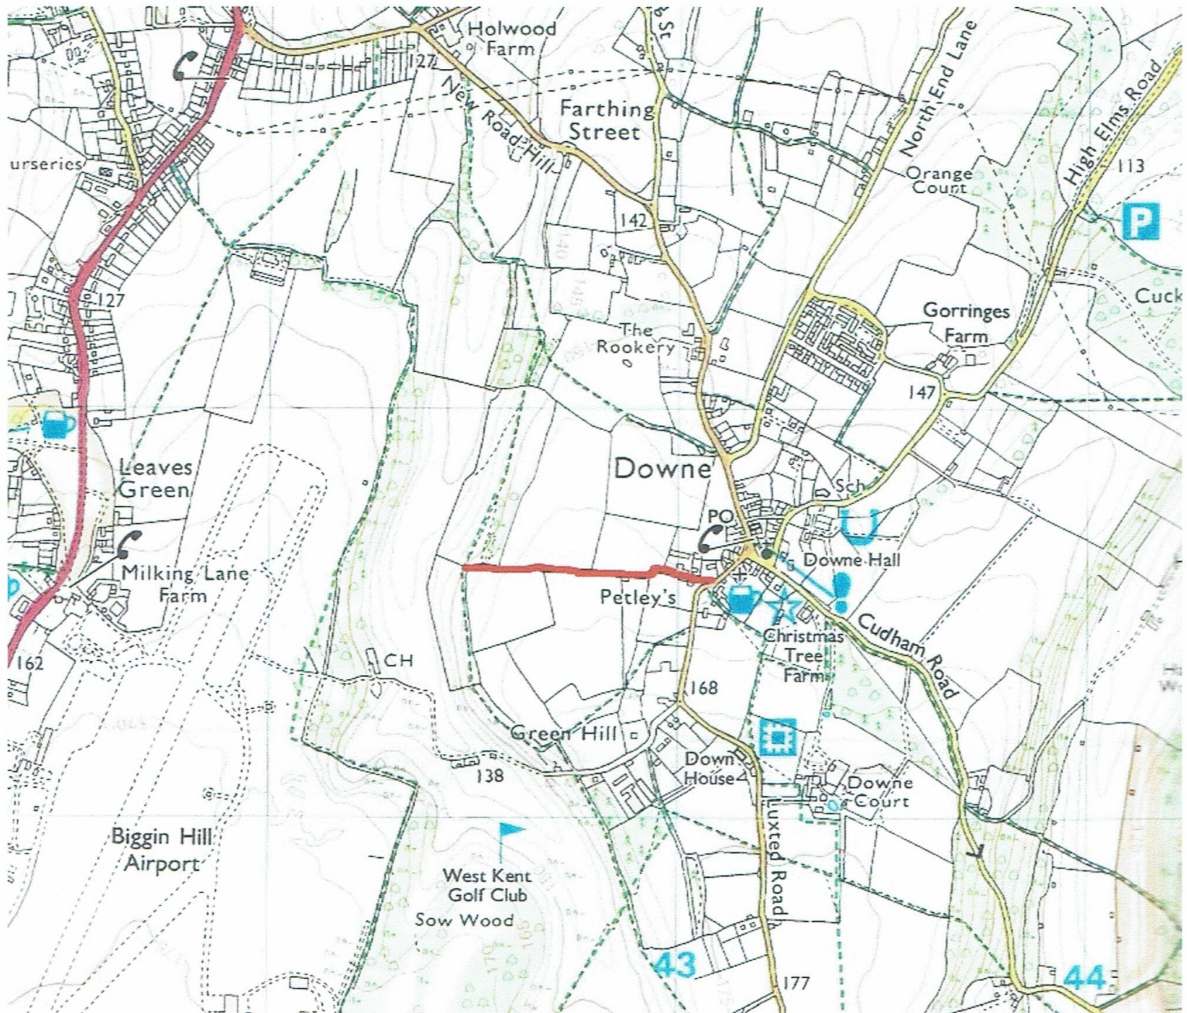 Holwood
Farm
127
New
Road Hill
Farthing
Street
North End Lane
High Elms Road
urseries
Orange
Court
113
P
142
127
Cuck
Gorringes
Farm
The
Rookery
147
Leaves
Green
Downe
Sch
PO
Downe Hall
Milking Lane
Farm
Petley's
Christmas
Tree
Farm
Cudham Road
162
CH
168
Green Hill
138
Down
House
Downe
Court
Luxted Road
Biggin Hill
Airport
West Kent
Golf Club
Sow Wood
43
44
177